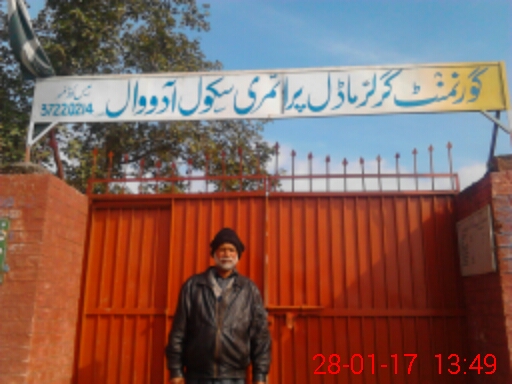 گورنمنٹ گرلز ماڈل پرائمری سکول آدووال
37220214
28-01-17 13:49